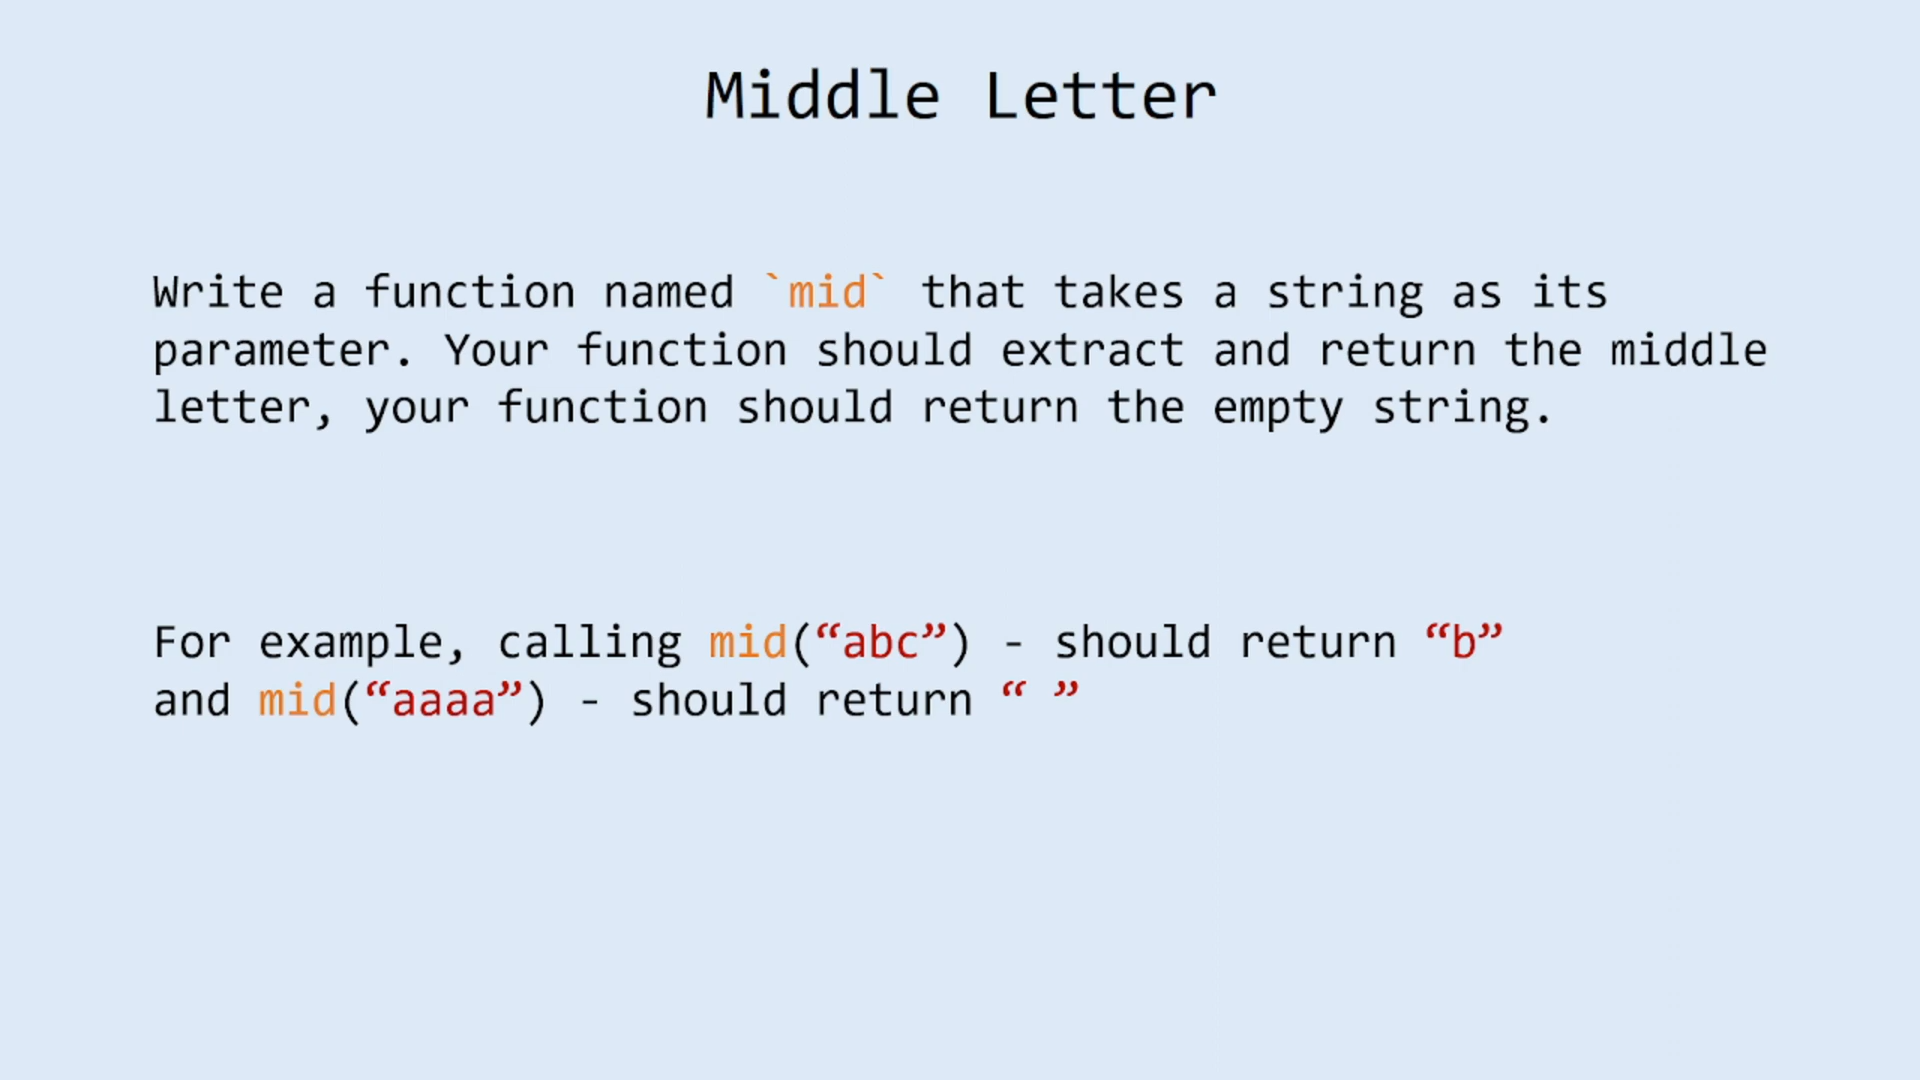 Middle Letter
Write a function named `mid` that takes a string as its
parameter. Your function should extract and return the middle
letter, your function should return the empty string.
For example, calling mid(“abc”) - should return “b”
and mid(“aaaa”) - should return “ ”